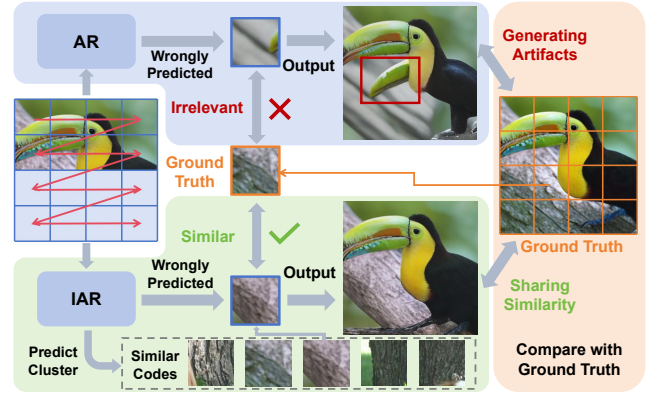 AR
Wrongly
Predicted
Output
Generating
Artifacts
Irrelevant
Ground
Truth
Ground Truth
Similar
IAR
Wrongly
Predicted
Output
Sharing
Similarity
Predict
Cluster
Similar
Codes
Compare with
Ground Truth